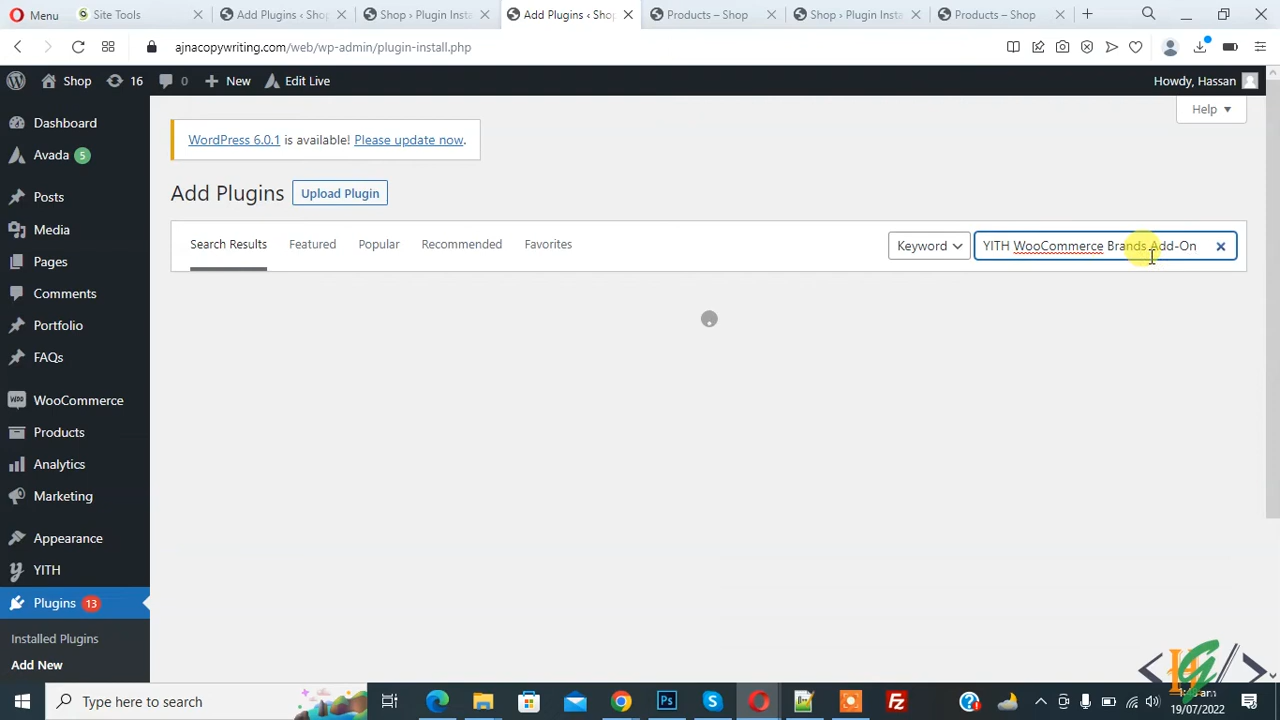 Menu
Site Tools
Add Plugins ‹ Sho
Shop › Plugin Insta
Add Plugins ‹ Shop
Products – Shop
Shop › Plugin Insta
Products – Shop
ajnacopywriting.com/web/wp-admin/plugin-install.php
Shop
16
0
New
Edit Live
Howdy, Hassan
Help
WordPress 6.0.1 is available! Please update now.
Add Plugins
Upload Plugin
Search Results
Featured
Popular
Recommended
Favorites
Keyword
YITH WooCommerce Brands Add-On
Dashboard
Avada 5
Posts
Media
Pages
Comments
Portfolio
FAQs
WooCommerce
Products
Analytics
Marketing
Appearance
YITH
Plugins 13
Installed Plugins
Add New
Type here to search
19/07/2022